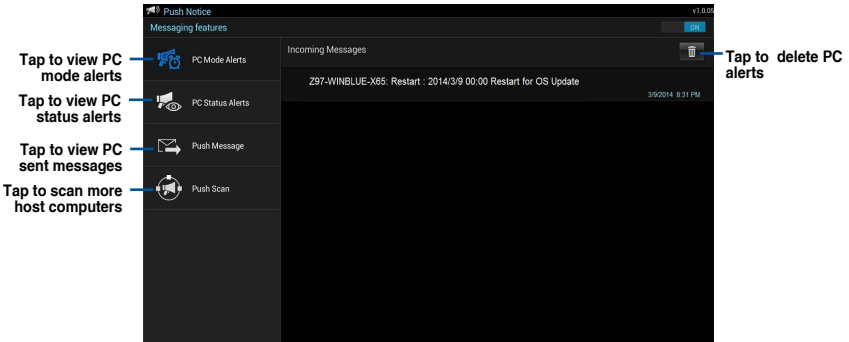 Push Notice
v1.0.05
Messaging features
ON
Tap to view PC
mode alerts
PC Mode Alerts
Incoming Messages
Tap to delete PC
alerts
Z97-WINBLUE-X65: Restart : 2014/3/9 00:00 Restart for OS Update
3/9/2014 8:31 PM
Tap to view PC
status alerts
PC Status Alerts
Tap to view PC
sent messages
Push Message
Tap to scan more
host computers
Push Scan